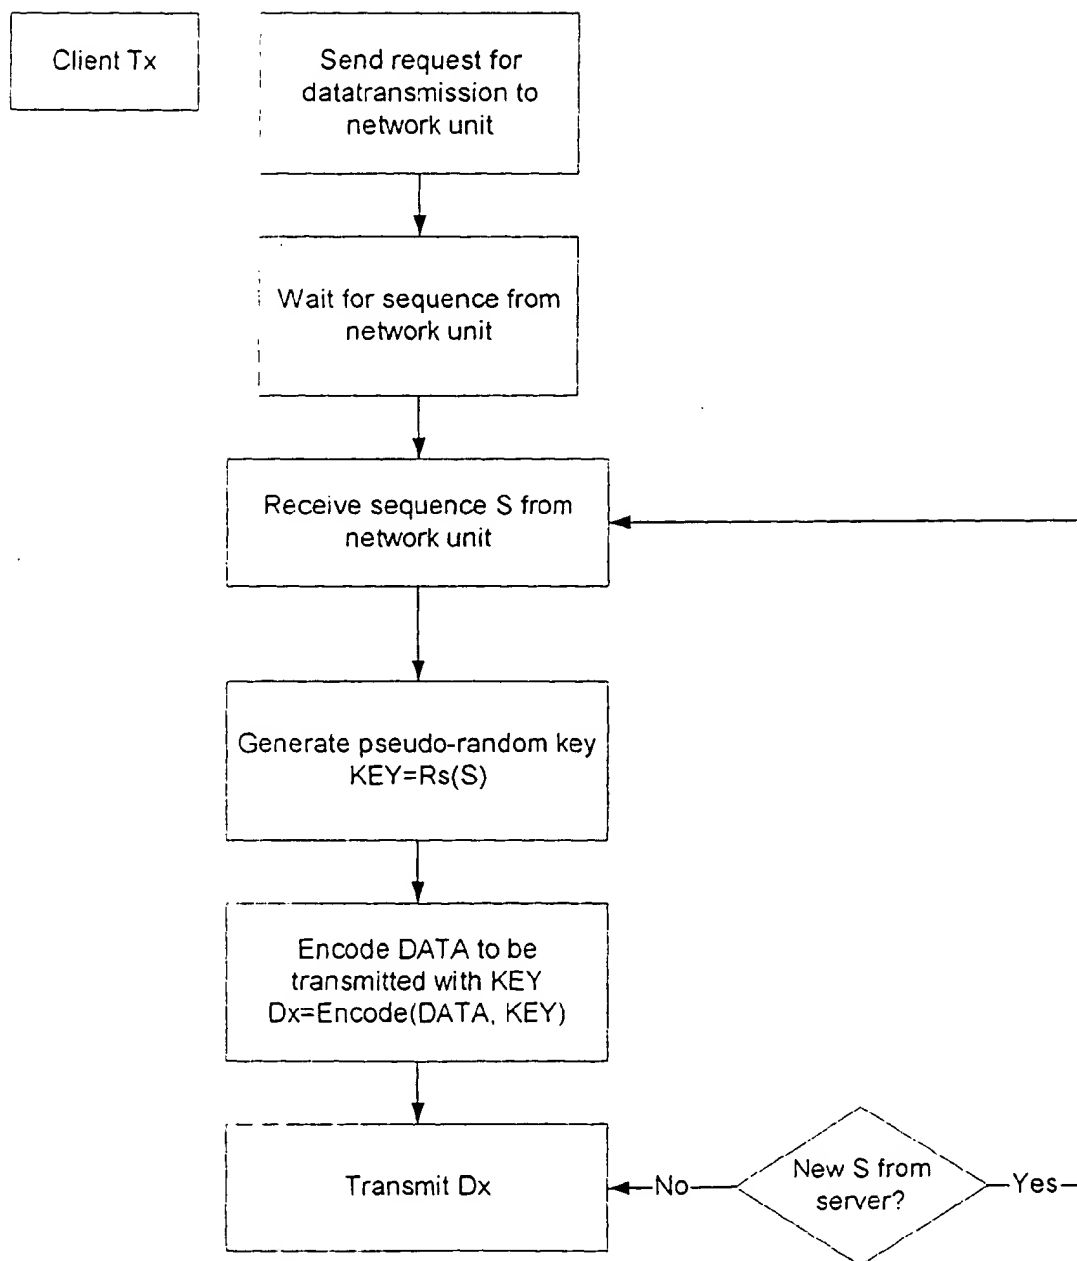 Client Tx
Send request for
datatransmission to
network unit
Wait for sequence from
network unit
Receive sequence S from
network unit
Generate pseudo-random key
KEY=Rs(S)
Encode DATA to be
transmitted with KEY
Dx=Encode(DATA, KEY)
Transmit Dx
No
New S from
server?
Yes